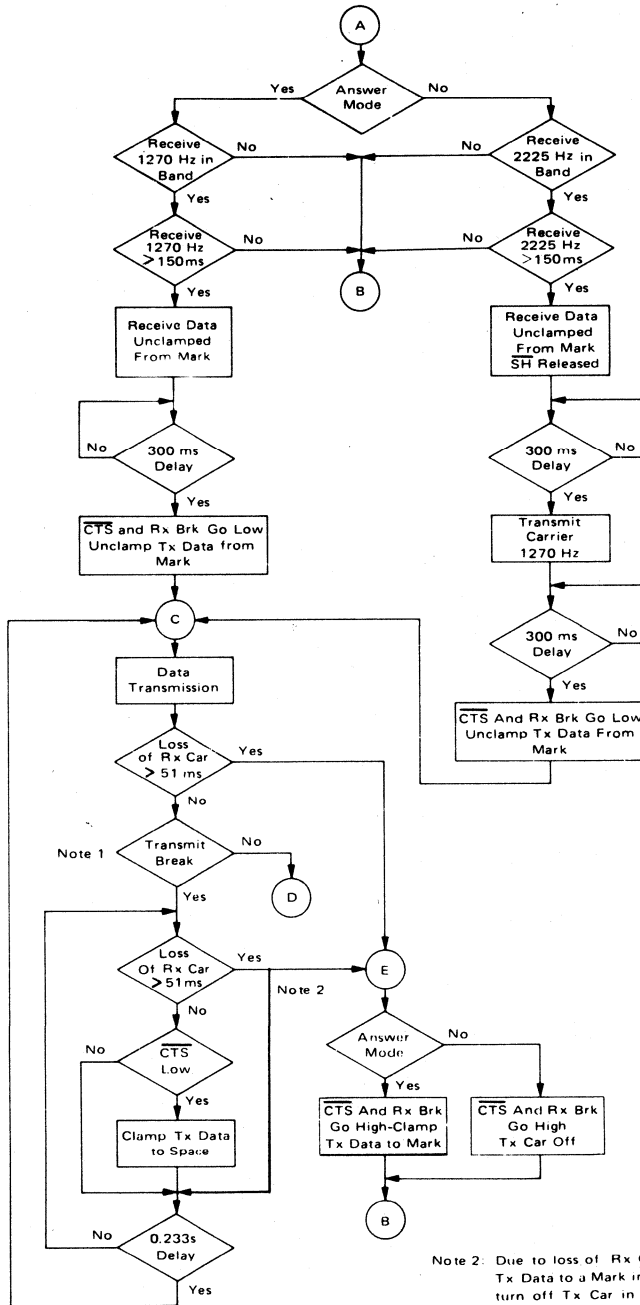 A
Answer
Mode
Yes
No
Receive
1270 Hz in
Band
No
Yes
Receive
2225 Hz in
Band
No
Yes
Receive
1270 Hz
> 150ms
No
Yes
Receive
2225 Hz
>150ms
No
Yes
B
Receive Data
Unclamped
From Mark
Receive Data
Unclamped
From Mark
S̅H̅ Released
300 ms
Delay
No
Yes
300 ms
Delay
No
Yes
C̅T̅S̅ and Rx Brk Go Low
Unclamp Tx Data from
Mark
Transmit
Carrier
1270 Hz
300 ms
Delay
No
Yes
C̅T̅S̅ And Rx Brk Go Low
Unclamp Tx Data From
Mark
C
Data
Transmission
Loss
of Rx Car
> 51 ms
Yes
No
Note 1
Transmit
Break
No
Yes
D
Loss
Of Rx Car
> 51ms
Yes
No
Note 2
E
C̅T̅S̅
Low
No
Yes
Clamp Tx Data
to Space
0.233s
Delay
No
Yes
Answer
Mode
No
Yes
C̅T̅S̅ And Rx Brk
Go High-Clamp
Tx Data to Mark
C̅T̅S̅ And Rx Brk
Go High
Tx Car Off
B
Note 2: Due to loss of Rx
Tx Data to a Mark in
turn off Tx Car in